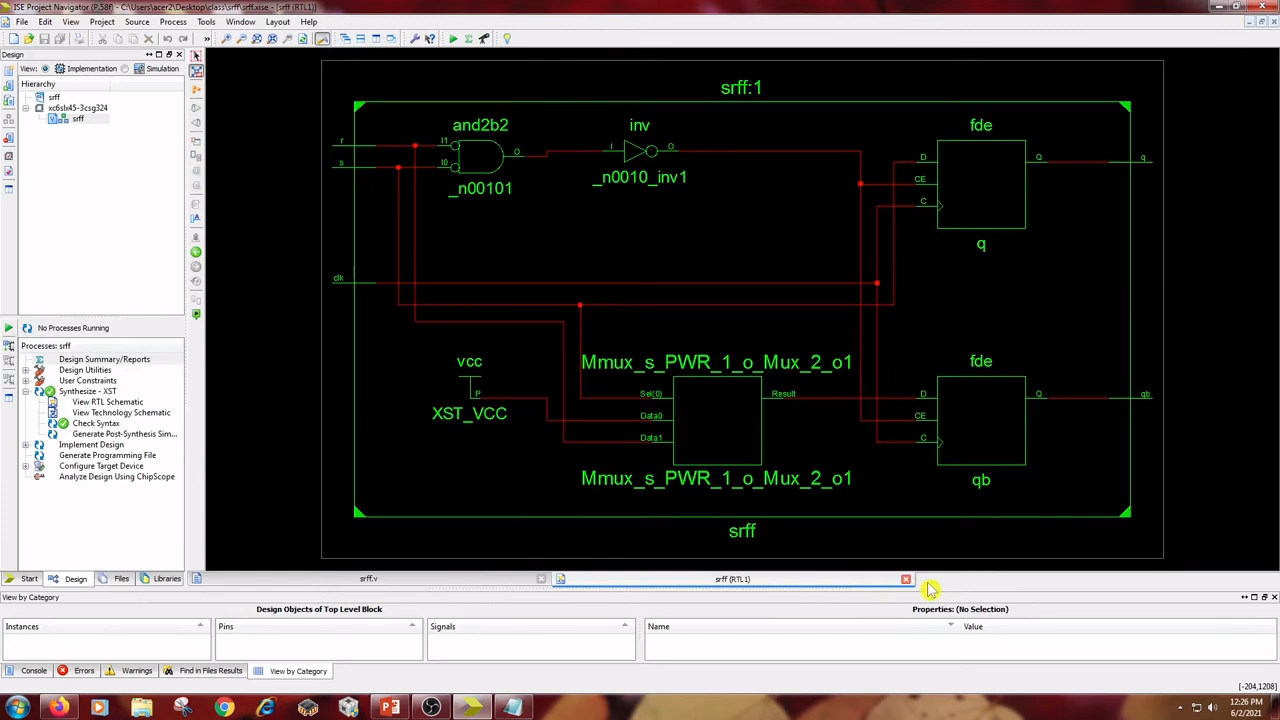 ISE Project Navigator (P.58f) - C:\Users\acer2\Desktop\class\srff\srff.xise - [srff (RTL1)]
File Edit View Project Source Process Tools Window Layout Help
Design
View: Implementation Simulation
Hierarchy
srff
xc6slx45-3csg324
srff
No Processes Running
Processes: srff
Design Summary/Reports
Design Utilities
User Constraints
Synthesize - XST
View RTL Schematic
View Technology Schematic
Check Syntax
Generate Post-Synthesis Sim...
Implement Design
Generate Programming File
Configure Target Device
Analyze Design Using ChipScope
Start Design Files Libraries
srff:1
and2b2 inv fde
r I1 O I O D Q q
s I0 CE
C
_n00101 _n0010_inv1
q
clk
vcc Mmux_s_PWR_1_o_Mux_2_o1 fde
P Sel(0) Result D Q qb
XST_VCC Data0 CE
Data1 C
Mmux_s_PWR_1_o_Mux_2_o1 qb
srff
srff.v srff (RTL1)
View by Category
Design Objects of Top Level Block Properties: (No Selection)
Instances Pins Signals Name Value
Console Errors Warnings Find in Files Results View by Category
[-204,1208]
12:26 PM
6/2/2021